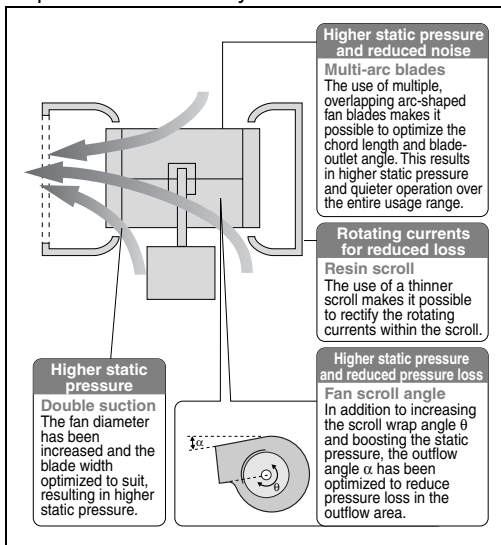 Higher static pressure
and reduced noise
Multi-arc blades
The use of multiple,
overlapping arc-shaped
fan blades makes it
possible to optimize the
chord length and blade-
outlet angle. This results
in higher static pressure
and quieter operation over
the entire usage range.
Rotating currents
for reduced loss
Resin scroll
The use of a thinner
scroll makes it possible
to rectify the rotating
currents within the scroll.
Higher static
pressure
Double suction
The fan diameter
has been
increased and the
blade width
optimized to suit,
resulting in higher
static pressure.
α
θ
Higher static pressure
and reduced pressure loss
Fan scroll angle
In addition to increasing
the scroll wrap angle θ
and boosting the static
pressure, the outflow
angle α has been
optimized to reduce
pressure loss in the
outflow area.